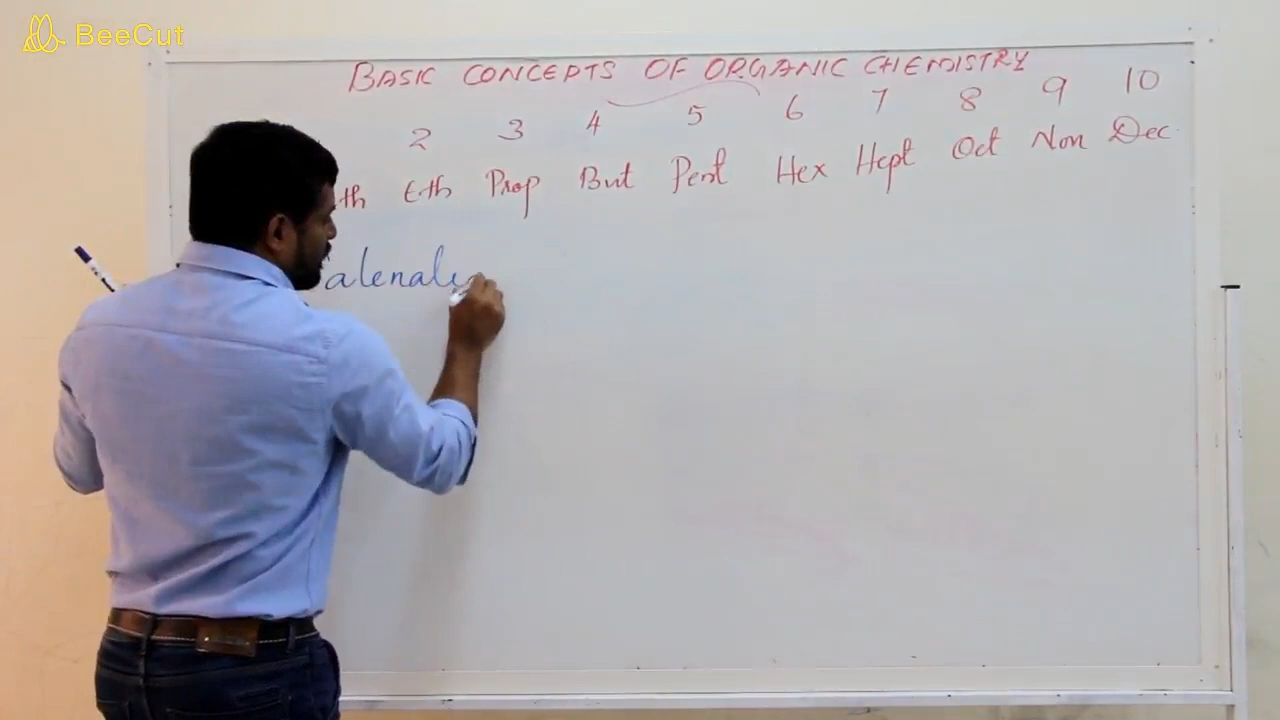 BeeCut
BASIC CONCEPTS OF ORGANIC CHEMISTRY
2 3 4 5 6 7 8 9 10
Eth Prop But Pent Hex Hept Oct Non Dec